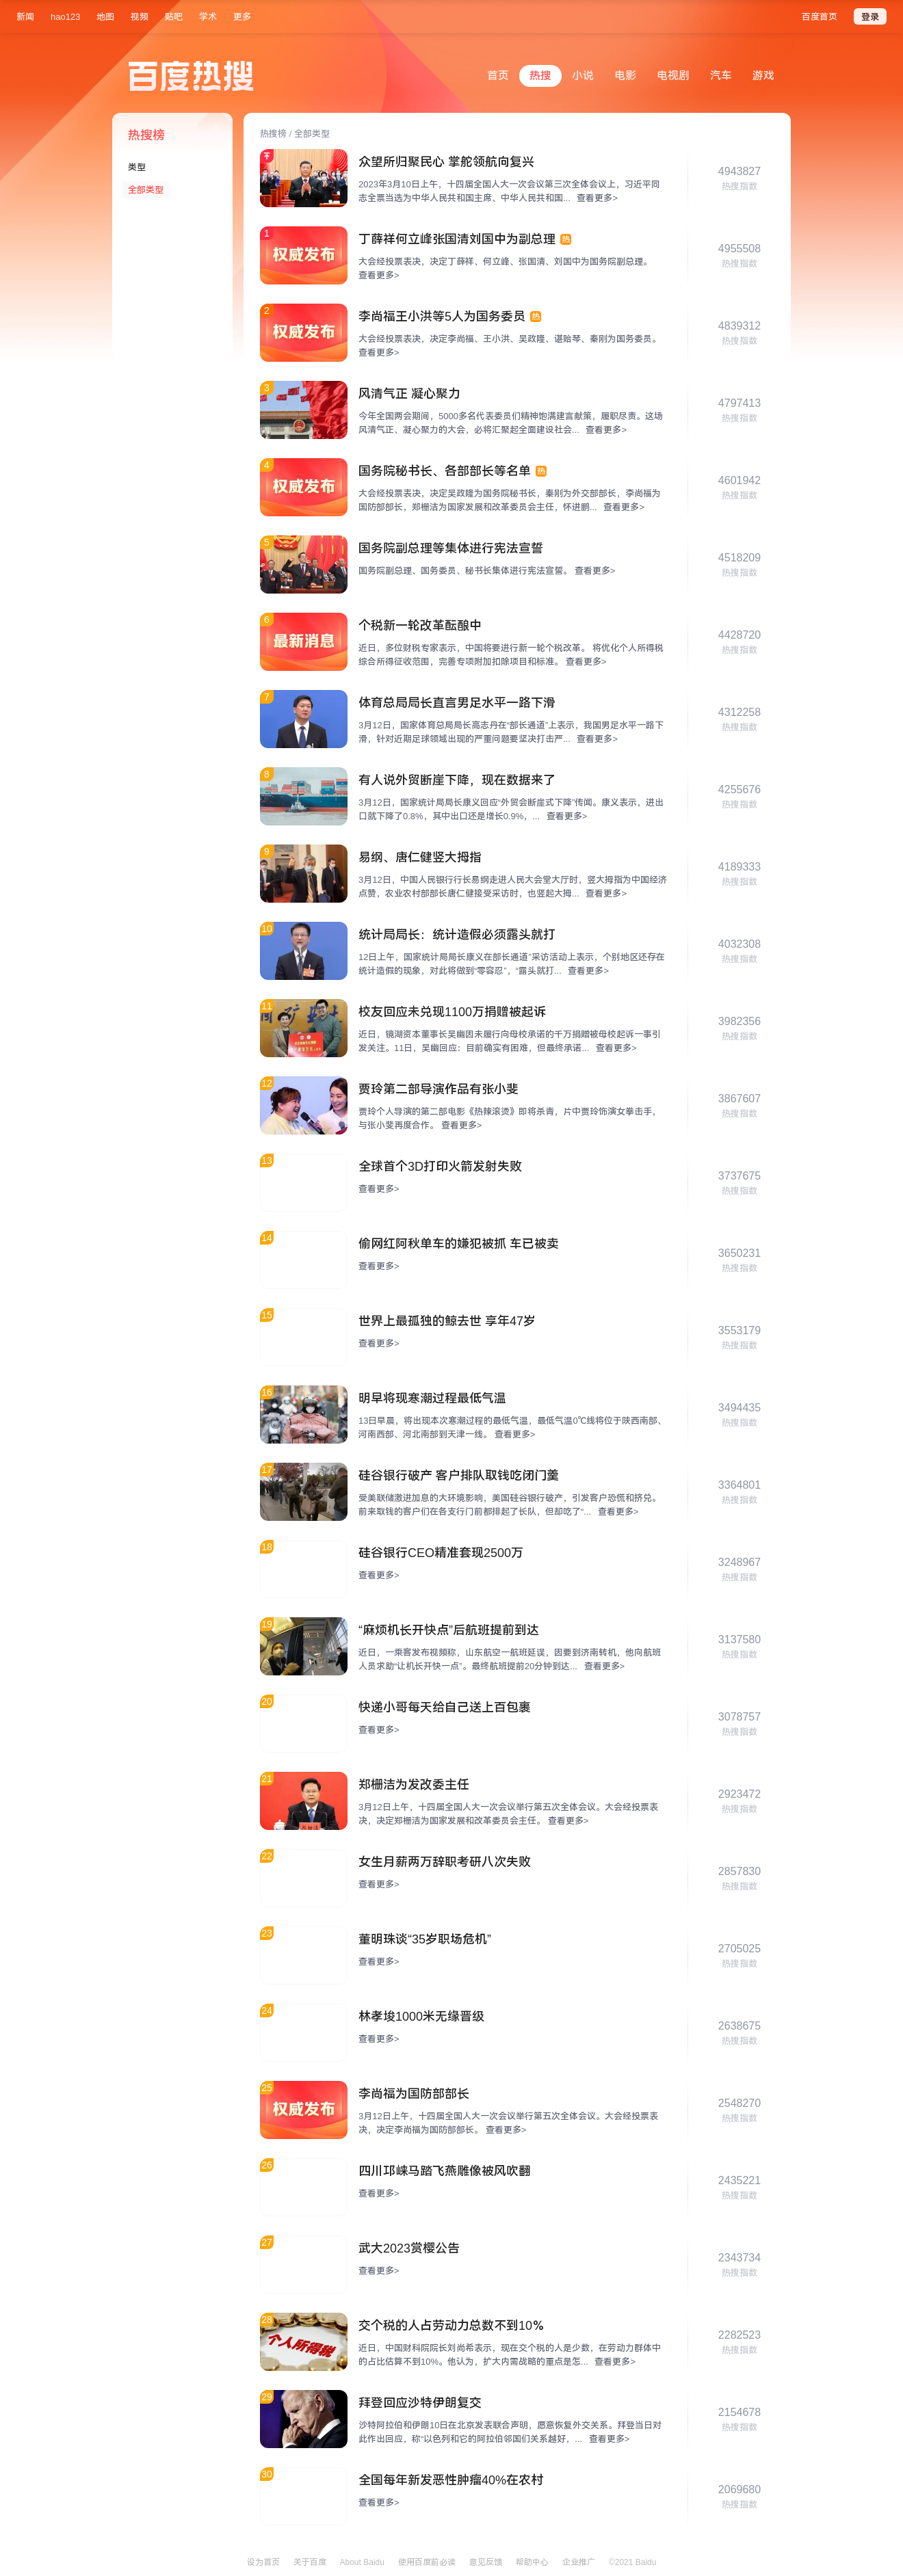 新闻 hao123 地图 视频 贴吧 学术 更多 百度首页 登录
百度热搜
首页 热搜 小说 电影 电视剧 汽车 游戏
热搜榜
类型
全部类型
热搜榜 / 全部类型
众望所归聚民心 掌舵领航向复兴
2023年3月10日上午，十四届全国人大一次会议第三次全体会议上，习近平同
志全票当选为中华人民共和国主席、中华人民共和国... 查看更多>
4943827
热搜指数
1
权威发布
丁薛祥何立峰张国清刘国中为副总理 热
大会经投票表决，决定丁薛祥、何立峰、张国清、刘国中为国务院副总理。
查看更多>
4955508
热搜指数
2
权威发布
李尚福王小洪等5人为国务委员 热
大会经投票表决，决定李尚福、王小洪、吴政隆、谌贻琴、秦刚为国务委员。
查看更多>
4839312
热搜指数
3
风清气正 凝心聚力
今年全国两会期间，5000多名代表委员们精神饱满建言献策，履职尽责。这场
风清气正、凝心聚力的大会，必将汇聚起全面建设社会... 查看更多>
4797413
热搜指数
4
权威发布
国务院秘书长、各部部长等名单 热
大会经投票表决，决定吴政隆为国务院秘书长，秦刚为外交部部长，李尚福为
国防部部长，郑栅洁为国家发展和改革委员会主任，怀进鹏... 查看更多>
4601942
热搜指数
5
国务院副总理等集体进行宪法宣誓
国务院副总理、国务委员、秘书长集体进行宪法宣誓。 查看更多>
4518209
热搜指数
6
最新消息
个税新一轮改革酝酿中
近日，多位财税专家表示，中国将要进行新一轮个税改革。 将优化个人所得税
综合所得征收范围，完善专项附加扣除项目和标准。 查看更多>
4428720
热搜指数
7
体育总局局长直言男足水平一路下滑
3月12日，国家体育总局局长高志丹在“部长通道”上表示，我国男足水平一路下
滑，针对近期足球领域出现的严重问题要坚决打击严... 查看更多>
4312258
热搜指数
8
有人说外贸断崖下降，现在数据来了
3月12日，国家统计局局长康义回应“外贸会断崖式下降”传闻。康义表示，进出
口就下降了0.8%，其中出口还是增长0.9%，... 查看更多>
4255676
热搜指数
9
易纲、唐仁健竖大拇指
3月12日，中国人民银行行长易纲走进人民大会堂大厅时，竖大拇指为中国经济
点赞，农业农村部部长唐仁健接受采访时，也竖起大拇... 查看更多>
4189333
热搜指数
10
统计局局长：统计造假必须露头就打
12日上午，国家统计局局长康义在部长通道”采访活动上表示，个别地区还存在
统计造假的现象，对此将做到“零容忍”，“露头就打... 查看更多>
4032308
热搜指数
11
校友回应未兑现1100万捐赠被起诉
近日，镜湖资本董事长吴幽因未履行向母校承诺的千万捐赠被母校起诉一事引
发关注。11日，吴幽回应：目前确实有困难，但最终承诺... 查看更多>
3982356
热搜指数
12
贾玲第二部导演作品有张小斐
贾玲个人导演的第二部电影《热辣滚烫》即将杀青，片中贾玲饰演女拳击手，
与张小斐再度合作。 查看更多>
3867607
热搜指数
13
全球首个3D打印火箭发射失败
查看更多>
3737675
热搜指数
14
偷网红阿秋单车的嫌犯被抓 车已被卖
查看更多>
3650231
热搜指数
15
世界上最孤独的鲸去世 享年47岁
查看更多>
3553179
热搜指数
16
明早将现寒潮过程最低气温
13日早晨，将出现本次寒潮过程的最低气温，最低气温0℃线将位于陕西南部、
河南西部、河北南部到天津一线。 查看更多>
3494435
热搜指数
17
硅谷银行破产 客户排队取钱吃闭门羹
受美联储激进加息的大环境影响，美国硅谷银行破产，引发客户恐慌和挤兑。
前来取钱的客户们在各支行门前都排起了长队，但却吃了“... 查看更多>
3364801
热搜指数
18
硅谷银行CEO精准套现2500万
查看更多>
3248967
热搜指数
19
“麻烦机长开快点”后航班提前到达
近日，一乘客发布视频称，山东航空一航班延误，因要到济南转机，他向航班
人员求助“让机长开快一点”。最终航班提前20分钟到达... 查看更多>
3137580
热搜指数
20
快递小哥每天给自己送上百包裹
查看更多>
3078757
热搜指数
21
郑栅洁为发改委主任
3月12日上午，十四届全国人大一次会议举行第五次全体会议。大会经投票表
决，决定郑栅洁为国家发展和改革委员会主任。 查看更多>
2923472
热搜指数
22
女生月薪两万辞职考研八次失败
查看更多>
2857830
热搜指数
23
董明珠谈“35岁职场危机”
查看更多>
2705025
热搜指数
24
林孝埈1000米无缘晋级
查看更多>
2638675
热搜指数
25
权威发布
李尚福为国防部部长
3月12日上午，十四届全国人大一次会议举行第五次全体会议。大会经投票表
决，决定李尚福为国防部部长。 查看更多>
2548270
热搜指数
26
四川邛崃马踏飞燕雕像被风吹翻
查看更多>
2435221
热搜指数
27
武大2023赏樱公告
查看更多>
2343734
热搜指数
28
个人所得税
交个税的人占劳动力总数不到10%
近日，中国财科院院长刘尚希表示，现在交个税的人是少数，在劳动力群体中
的占比估算不到10%。他认为，扩大内需战略的重点是怎... 查看更多>
2282523
热搜指数
29
拜登回应沙特伊朗复交
沙特阿拉伯和伊朗10日在北京发表联合声明，愿意恢复外交关系。拜登当日对
此作出回应，称“以色列和它的阿拉伯邻国们关系越好，... 查看更多>
2154678
热搜指数
30
全国每年新发恶性肿瘤40%在农村
查看更多>
2069680
热搜指数
设为首页 关于百度 About Baidu 使用百度前必读 意见反馈 帮助中心 企业推广 ©2021 Baidu